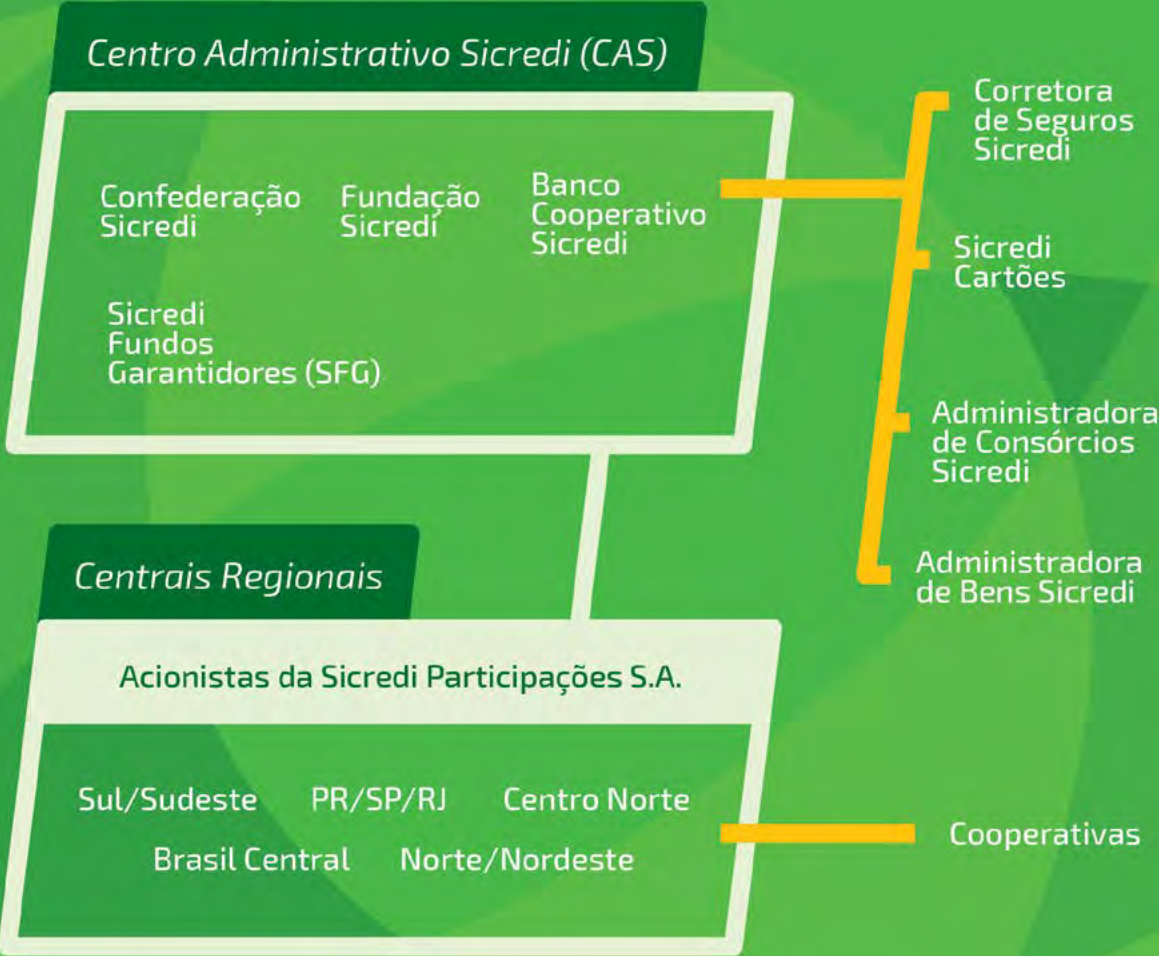 Centro Administrativo Sicredi (CAS)
Confederação
Sicredi
Fundação
Sicredi
Banco
Cooperativo
Sicredi
Sicredi
Fundos
Garantidores (SFG)
Corretora
de Seguros
Sicredi
Sicredi
Cartões
Administradora
de Consórcios
Sicredi
Administradora
de Bens Sicredi
Centrais Regionais
Acionistas da Sicredi Participações S.A.
Sul/Sudeste PR/SP/RJ Centro Norte
Brasil Central Norte/Nordeste
Cooperativas